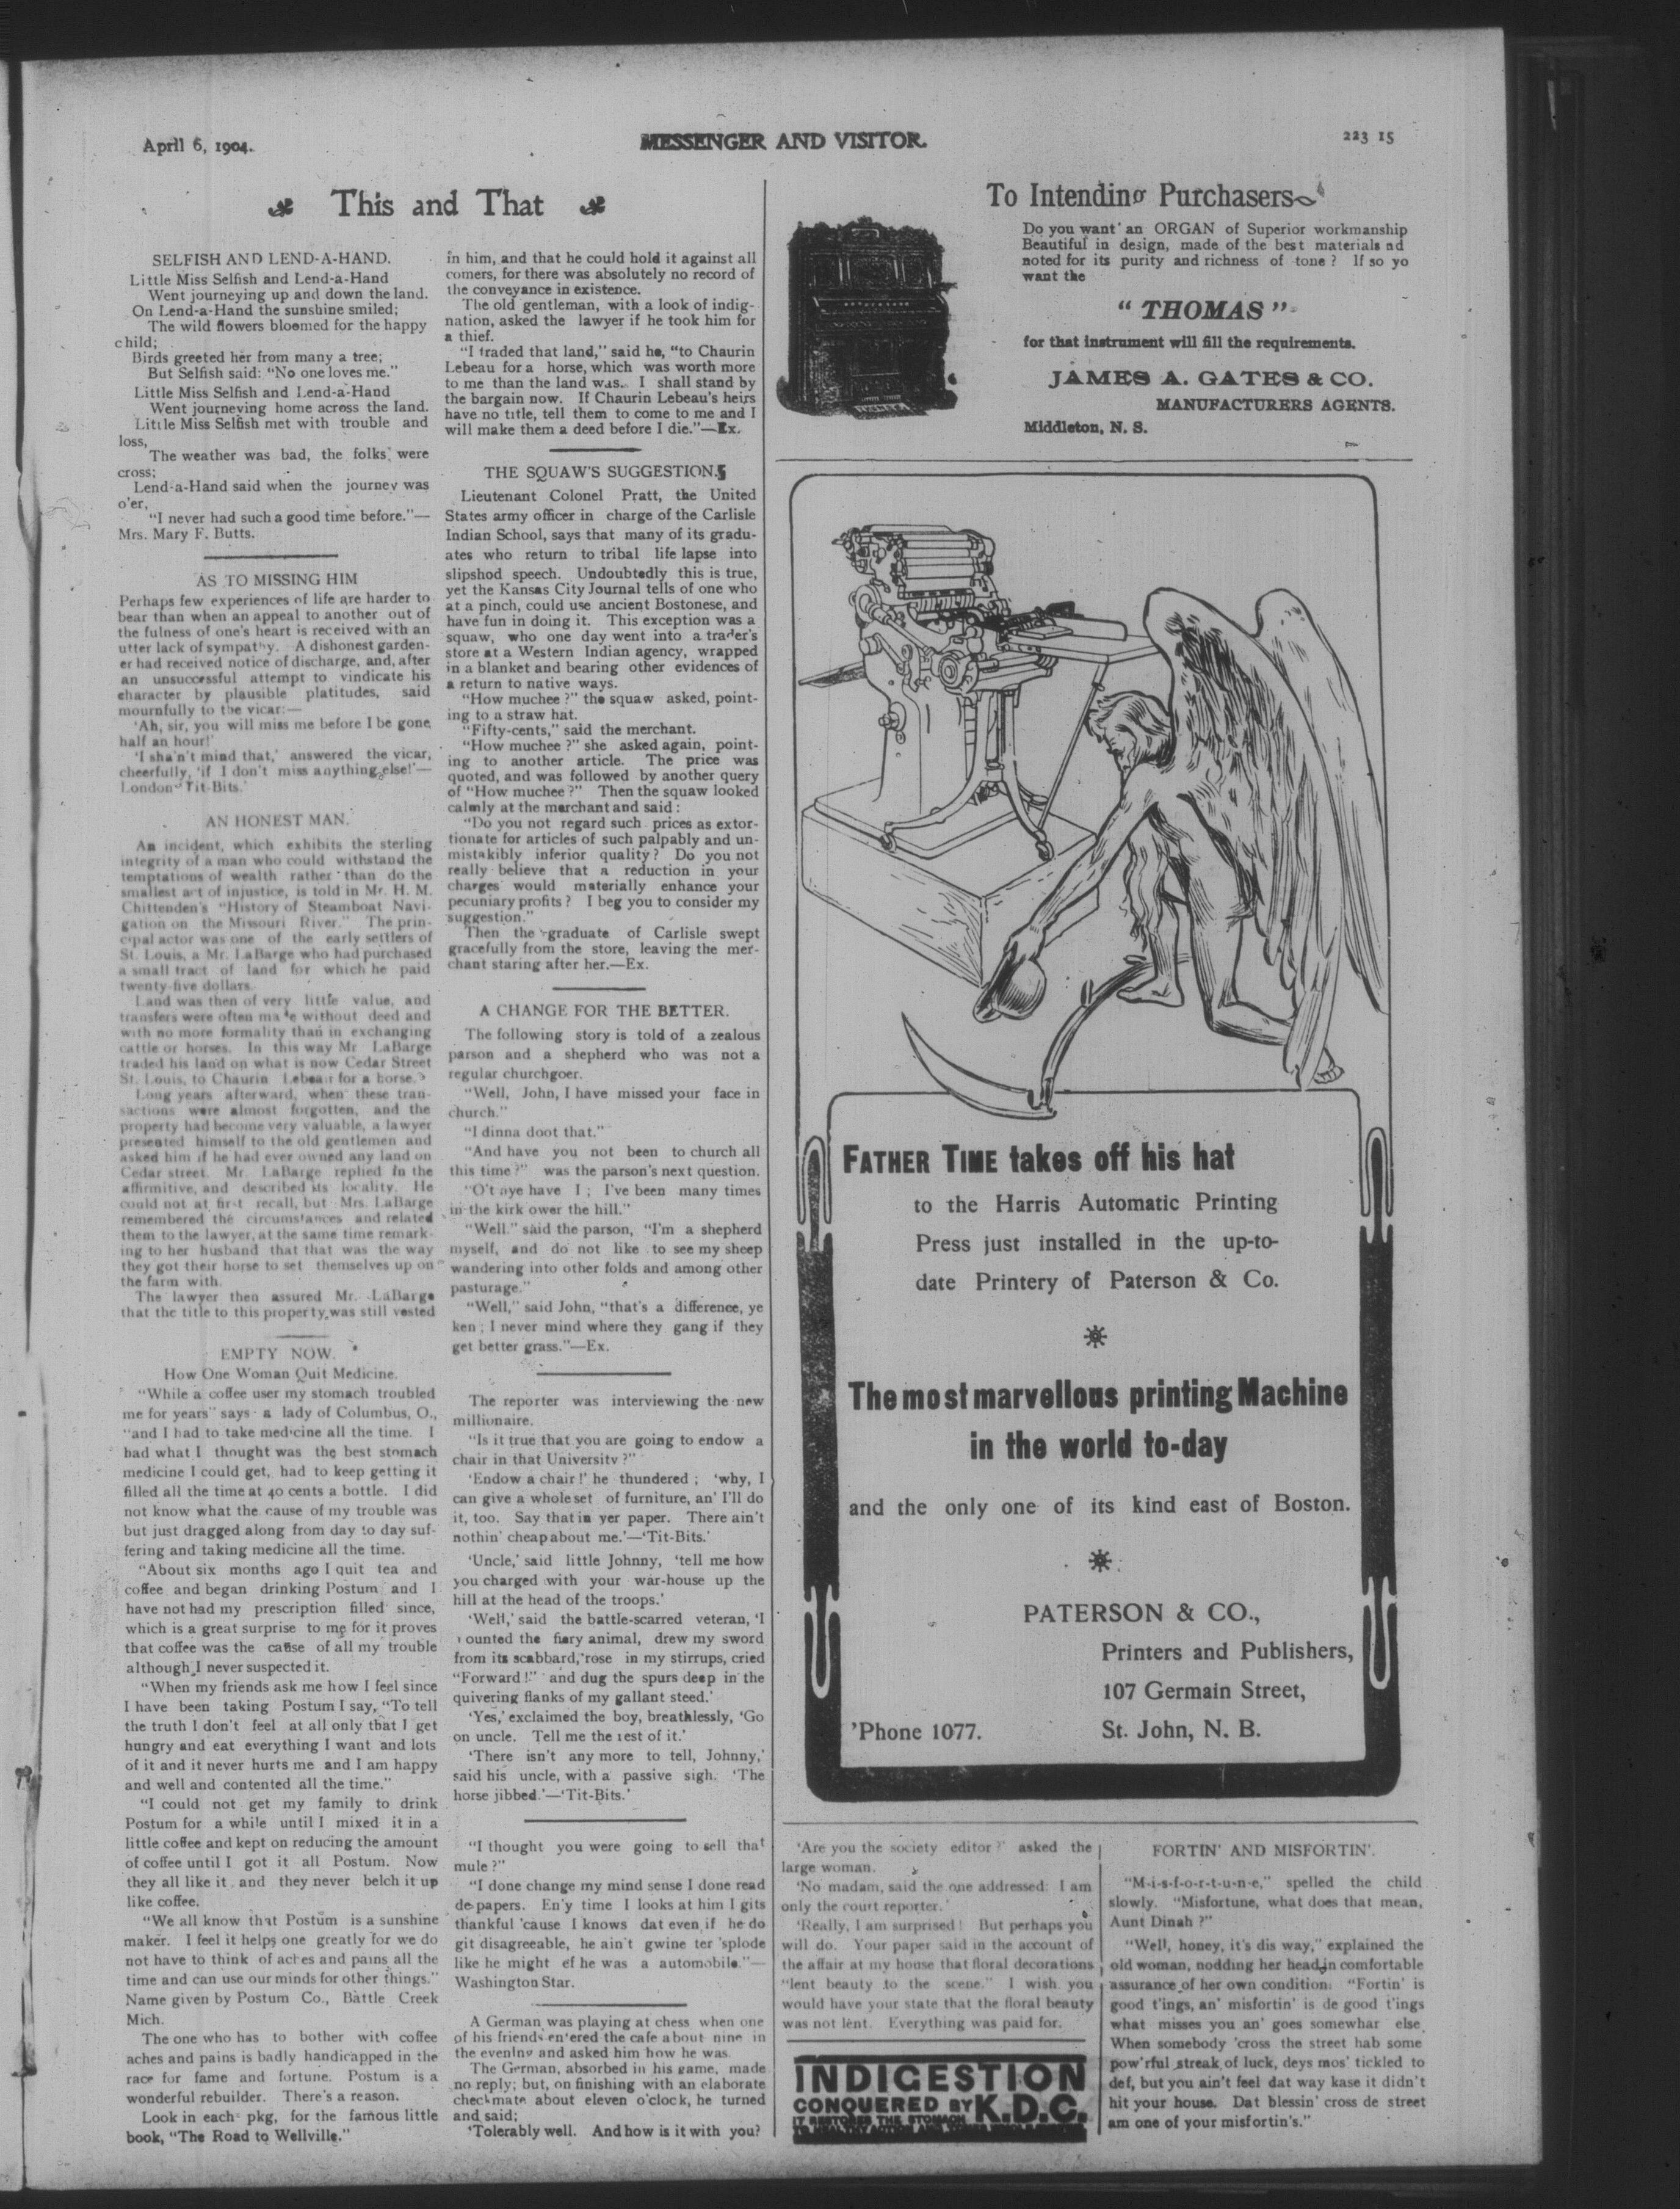 April 6, 1904.
MESSENGER AND VISITOR.
223 15
This and That
SELFISH AND LEND-A-HAND.
Little Miss Selfish and Lend-a-Hand
Went journeying up and down the land.
On Lend-a-Hand the sunshine smiled;
The wild flowers bloomed for the happy
child;
Birds greeted her from many a tree;
But Selfish said: "No one loves me."
Little Miss Selfish and Lend-a-Hand
Went journeying home across the land.
Little Miss Selfish met with trouble and
loss,
The weather was bad, the folks were
cross;
Lend-a-Hand said when the journey was
o'er,
"I never had such a good time before."—
Mrs. Mary F. Butts.
AS TO MISSING HIM
Perhaps few experiences of life are harder to
bear than when an appeal to another out of
the fulness of one's heart is received with an
utter lack of sympathy. A dishonest garden-
er had received notice of discharge, and, after
an unsuccessful attempt to vindicate his
character by plausible platitudes, said
mournfully to the vicar:—
'Ah, sir, you will miss me before I be gone
half an hour!'
'I sha'n't mind that,' answered the vicar,
cheerfully, 'if I don't miss anything else!'—
London 'Tit-Bits.'
AN HONEST MAN.
An incident, which exhibits the sterling
integrity of a man who could withstand the
temptations of wealth rather than do the
smallest act of injustice, is told in Mr. H. M.
Chittenden's "History of Steamboat Navi-
gation on the Missouri River." The prin-
cipal actor was one of the early settlers of
St. Louis, a Mr. LaBarge who had purchased
a small tract of land for which he paid
twenty-five dollars.
Land was then of very little value, and
transfers were often made without deed and
with no more formality than in exchanging
cattle or horses. In this way Mr LaBarge
traded his land on what is now Cedar Street
St. Louis, to Chaurin Lebeau for a horse.
Long years afterward, when these tran-
sactions were almost forgotten, and the
property had become very valuable, a lawyer
presented himself to the old gentlemen and
asked him if he had ever owned any land on
Cedar street. Mr. LaBarge replied in the
affirmitive, and described its locality. He
could not at first recall, but Mrs. LaBarge
remembered the circumstances and related
them to the lawyer, at the same time remark-
ing to her husband that that was the way
they got their horse to set themselves up on
the farm with.
The lawyer then assured Mr. LaBarge
that the title to this property was still vested
EMPTY NOW.
How One Woman Quit Medicine.
"While a coffee user my stomach troubled
me for years" says a lady of Columbus, O.,
"and I had to take medicine all the time. I
had what I thought was the best stomach
medicine I could get, had to keep getting it
filled all the time at 40 cents a bottle. I did
not know what the cause of my trouble was
but just dragged along from day to day suf-
fering and taking medicine all the time.
"About six months ago I quit tea and
coffee and began drinking Postum and I
have not had my prescription filled since,
which is a great surprise to me for it proves
that coffee was the cause of all my trouble
although I never suspected it.
"When my friends ask me how I feel since
I have been taking Postum I say, "To tell
the truth I don't feel at all only that I get
hungry and eat everything I want and lots
of it and it never hurts me and I am happy
and well and contented all the time."
"I could not get my family to drink
Postum for a while until I mixed it in a
little coffee and kept on reducing the amount
of coffee until I got it all Postum. Now
they all like it and they never belch it up
like coffee.
"We all know that Postum is a sunshine
maker. I feel it helps one greatly for we do
not have to think of aches and pains all the
time and can use our minds for other things."
Name given by Postum Co., Battle Creek
Mich.
The one who has to bother with coffee
aches and pains is badly handicapped in the
race for fame and fortune. Postum is a
wonderful rebuilder. There's a reason.
Look in each pkg, for the famous little
book, "The Road to Wellville."
in him, and that he could hold it against all
comers, for there was absolutely no record of
the conveyance in existence.
The old gentleman, with a look of indig-
nation, asked the lawyer if he took him for
a thief.
"I traded that land," said he, "to Chaurin
Lebeau for a horse, which was worth more
to me than the land was. I shall stand by
the bargain now. If Chaurin Lebeau's heirs
have no title, tell them to come to me and I
will make them a deed before I die."—Ex.
THE SQUAW'S SUGGESTION.
Lieutenant Colonel Pratt, the United
States army officer in charge of the Carlisle
Indian School, says that many of its gradu-
ates who return to tribal life lapse into
slipshod speech. Undoubtedly this is true,
yet the Kansas City Journal tells of one who
at a pinch, could use ancient Bostonese, and
have fun in doing it. This exception was a
squaw, who one day went into a trader's
store at a Western Indian agency, wrapped
in a blanket and bearing other evidences of
a return to native ways.
"How muchee?" the squaw asked, point-
ing to a straw hat.
"Fifty-cents," said the merchant.
"How muchee?" she asked again, point-
ing to another article. The price was
quoted, and was followed by another query
of "How muchee?" Then the squaw looked
calmly at the merchant and said:
"Do you not regard such prices as extor-
tionate for articles of such palpably and un-
mistakibly inferior quality? Do you not
really believe that a reduction in your
charges would materially enhance your
pecuniary profits? I beg you to consider my
suggestion."
Then the graduate of Carlisle swept
gracefully from the store, leaving the mer-
chant staring after her.—Ex.
A CHANGE FOR THE BETTER.
The following story is told of a zealous
parson and a shepherd who was not a
regular churchgoer.
"Well, John, I have missed your face in
church."
"I dinna doot that."
"And have you not been to church all
this time?" was the parson's next question.
"O't aye have I; I've been many times
in the kirk ower the hill."
"Well." said the parson, "I'm a shepherd
myself, and do not like to see my sheep
wandering into other folds and among other
pasturage."
"Well," said John, "that's a difference, ye
ken; I never mind where they gang if they
get better grass."—Ex.
The reporter was interviewing the new
millionaire.
"Is it true that you are going to endow a
chair in that University?"
'Endow a chair!' he thundered; 'why, I
can give a whole set of furniture, an' I'll do
it, too. Say that in yer paper. There ain't
nothin' cheap about me.'—'Tit-Bits.'
'Uncle,' said little Johnny, 'tell me how
you charged with your war-house up the
hill at the head of the troops.'
'Well,' said the battle-scarred veteran, 'I
ounted the fiery animal, drew my sword
from its scabbard, rose in my stirrups, cried
"Forward!" and dug the spurs deep in the
quivering flanks of my gallant steed.'
'Yes,' exclaimed the boy, breathlessly, 'Go
on uncle. Tell me the rest of it.'
'There isn't any more to tell, Johnny,'
said his uncle, with a passive sigh. 'The
horse jibbed.'—'Tit-Bits.'
"I thought you were going to sell that
mule?"
"I done change my mind sense I done read
de papers. En'y time I looks at him I gits
thankful 'cause I knows dat even if he do
git disagreeable, he ain't gwine ter 'splode
like he might ef he was a automobile."—
Washington Star.
A German was playing at chess when one
of his friends entered the cafe about nine in
the evening and asked him how he was.
The German, absorbed in his game, made
no reply; but, on finishing with an elaborate
checkmate about eleven o'clock, he turned
and said;
'Tolerably well. And how is it with you?
To Intending Purchasers
Do you want an ORGAN of Superior workmanship
Beautiful in design, made of the best materials nd
noted for its purity and richness of tone? If so yo
want the
"THOMAS"
for that instrument will fill the requirements.
JAMES A. GATES & CO.
MANUFACTURERS AGENTS.
Middleton, N. S.
FATHER TIME takes off his hat
to the Harris Automatic Printing
Press just installed in the up-to-
date Printery of Paterson & Co.
The most marvellous printing Machine
in the world to-day
and the only one of its kind east of Boston.
PATERSON & CO.,
Printers and Publishers,
107 Germain Street,
'Phone 1077. St. John, N. B.
'Are you the society editor?' asked the
large woman.
'No madam, said the one addressed: I am
only the court reporter.'
'Really, I am surprised! But perhaps you
will do. Your paper said in the account of
the affair at my house that floral decorations
"lent beauty to the scene." I wish you
would have your state that the floral beauty
was not lent. Everything was paid for.
INDIGESTION
CONQUERED BY K.D.C.
IT RESTORES THE STOMACH
FORTIN' AND MISFORTIN'.
"M-i-s-f-o-r-t-u-n-e," spelled the child
slowly. "Misfortune, what does that mean,
Aunt Dinah?"
"Well, honey, it's dis way," explained the
old woman, nodding her head in comfortable
assurance of her own condition. "Fortin' is
good t'ings, an' misfortin' is de good t'ings
what misses you an' goes somewhar else.
When somebody 'cross the street hab some
pow'rful streak of luck, deys mos' tickled to
def, but you ain't feel dat way kase it didn't
hit your house. Dat blessin' cross de street
am one of your misfortin's."